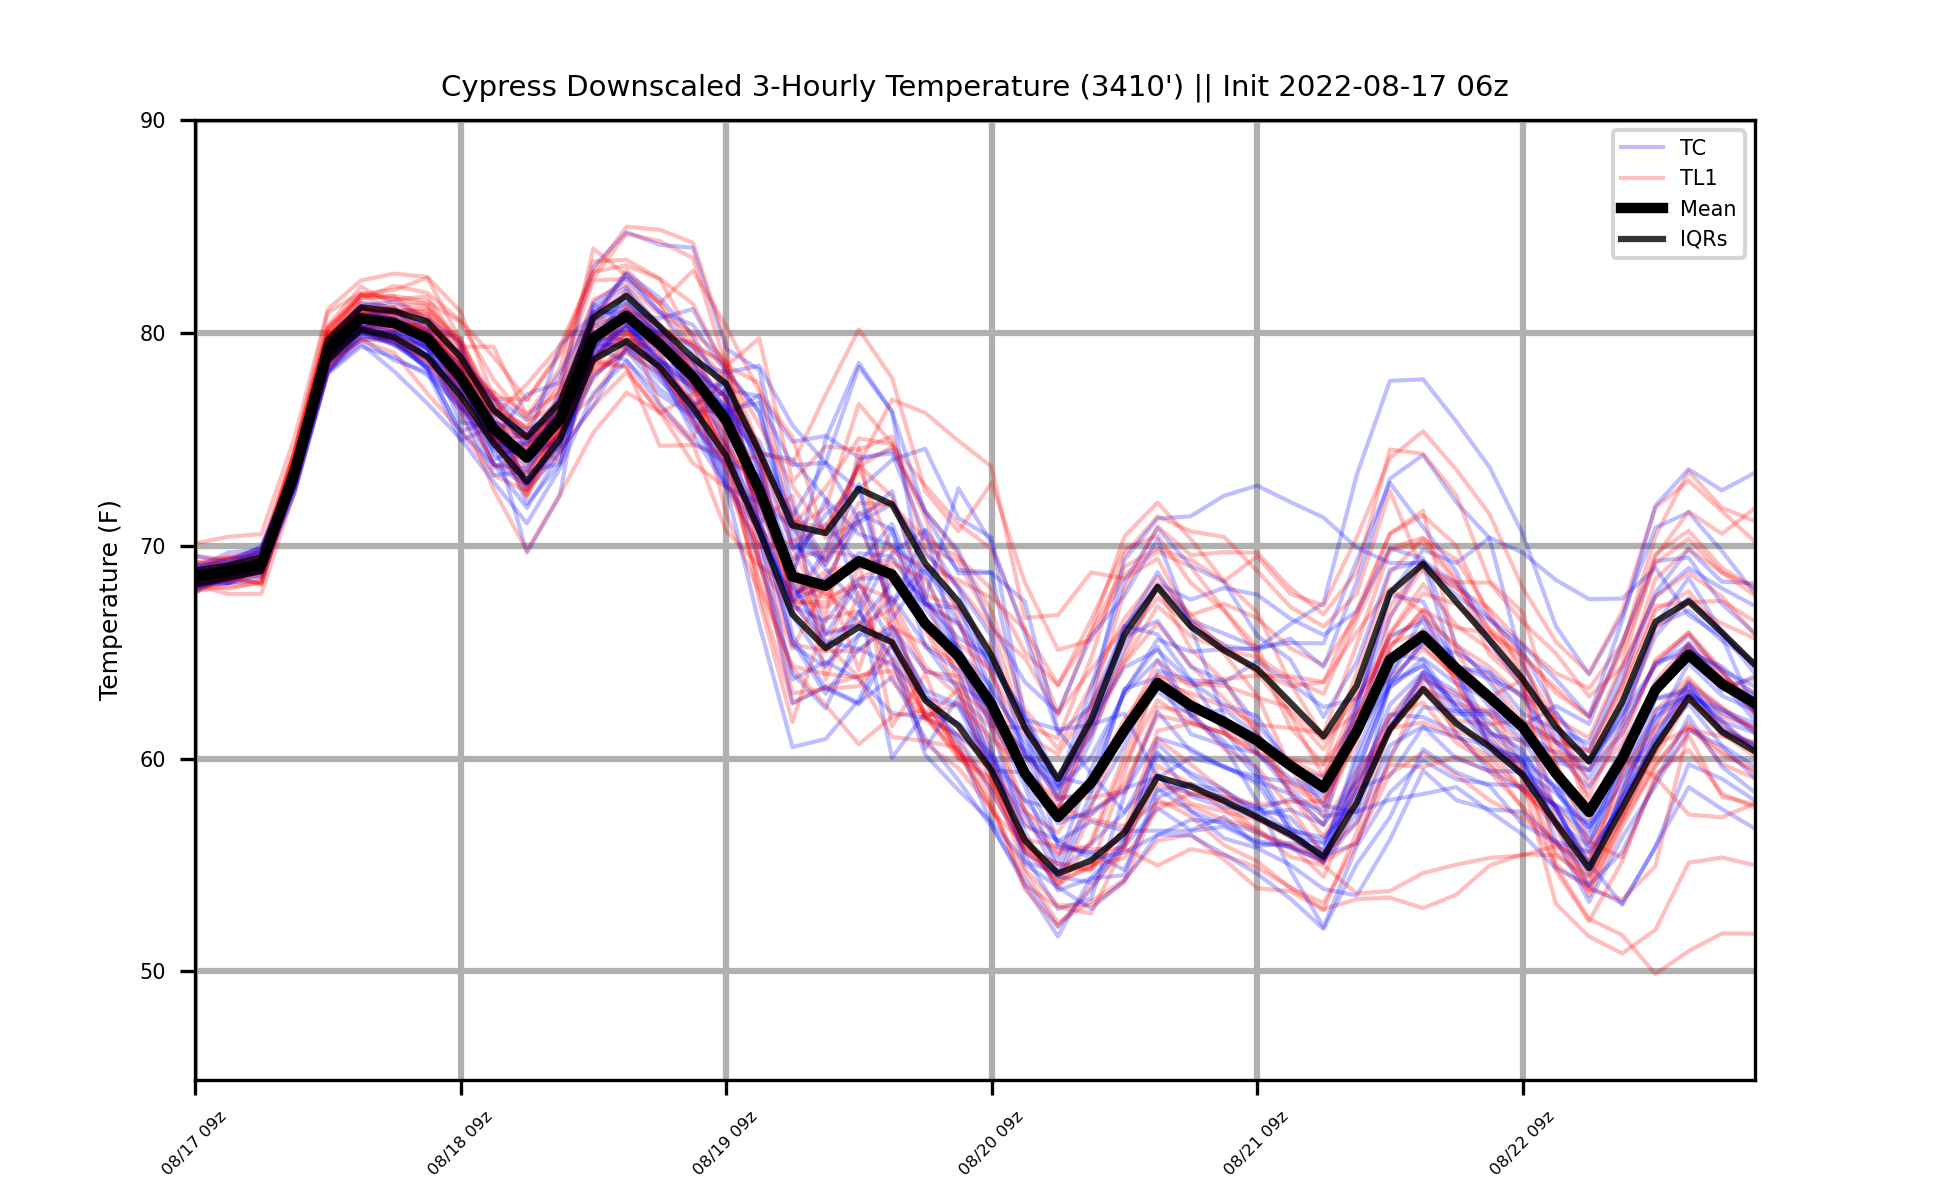 Cypress Downscaled 3-Hourly Temperature (3410') || Init 2022-08-17 06z
Temperature (F)
90
80
70
60
50
TC
TL1
Mean
IQRs
08/17 09z
08/18 09z
08/19 09z
08/20 09z
08/21 09z
08/22 09z